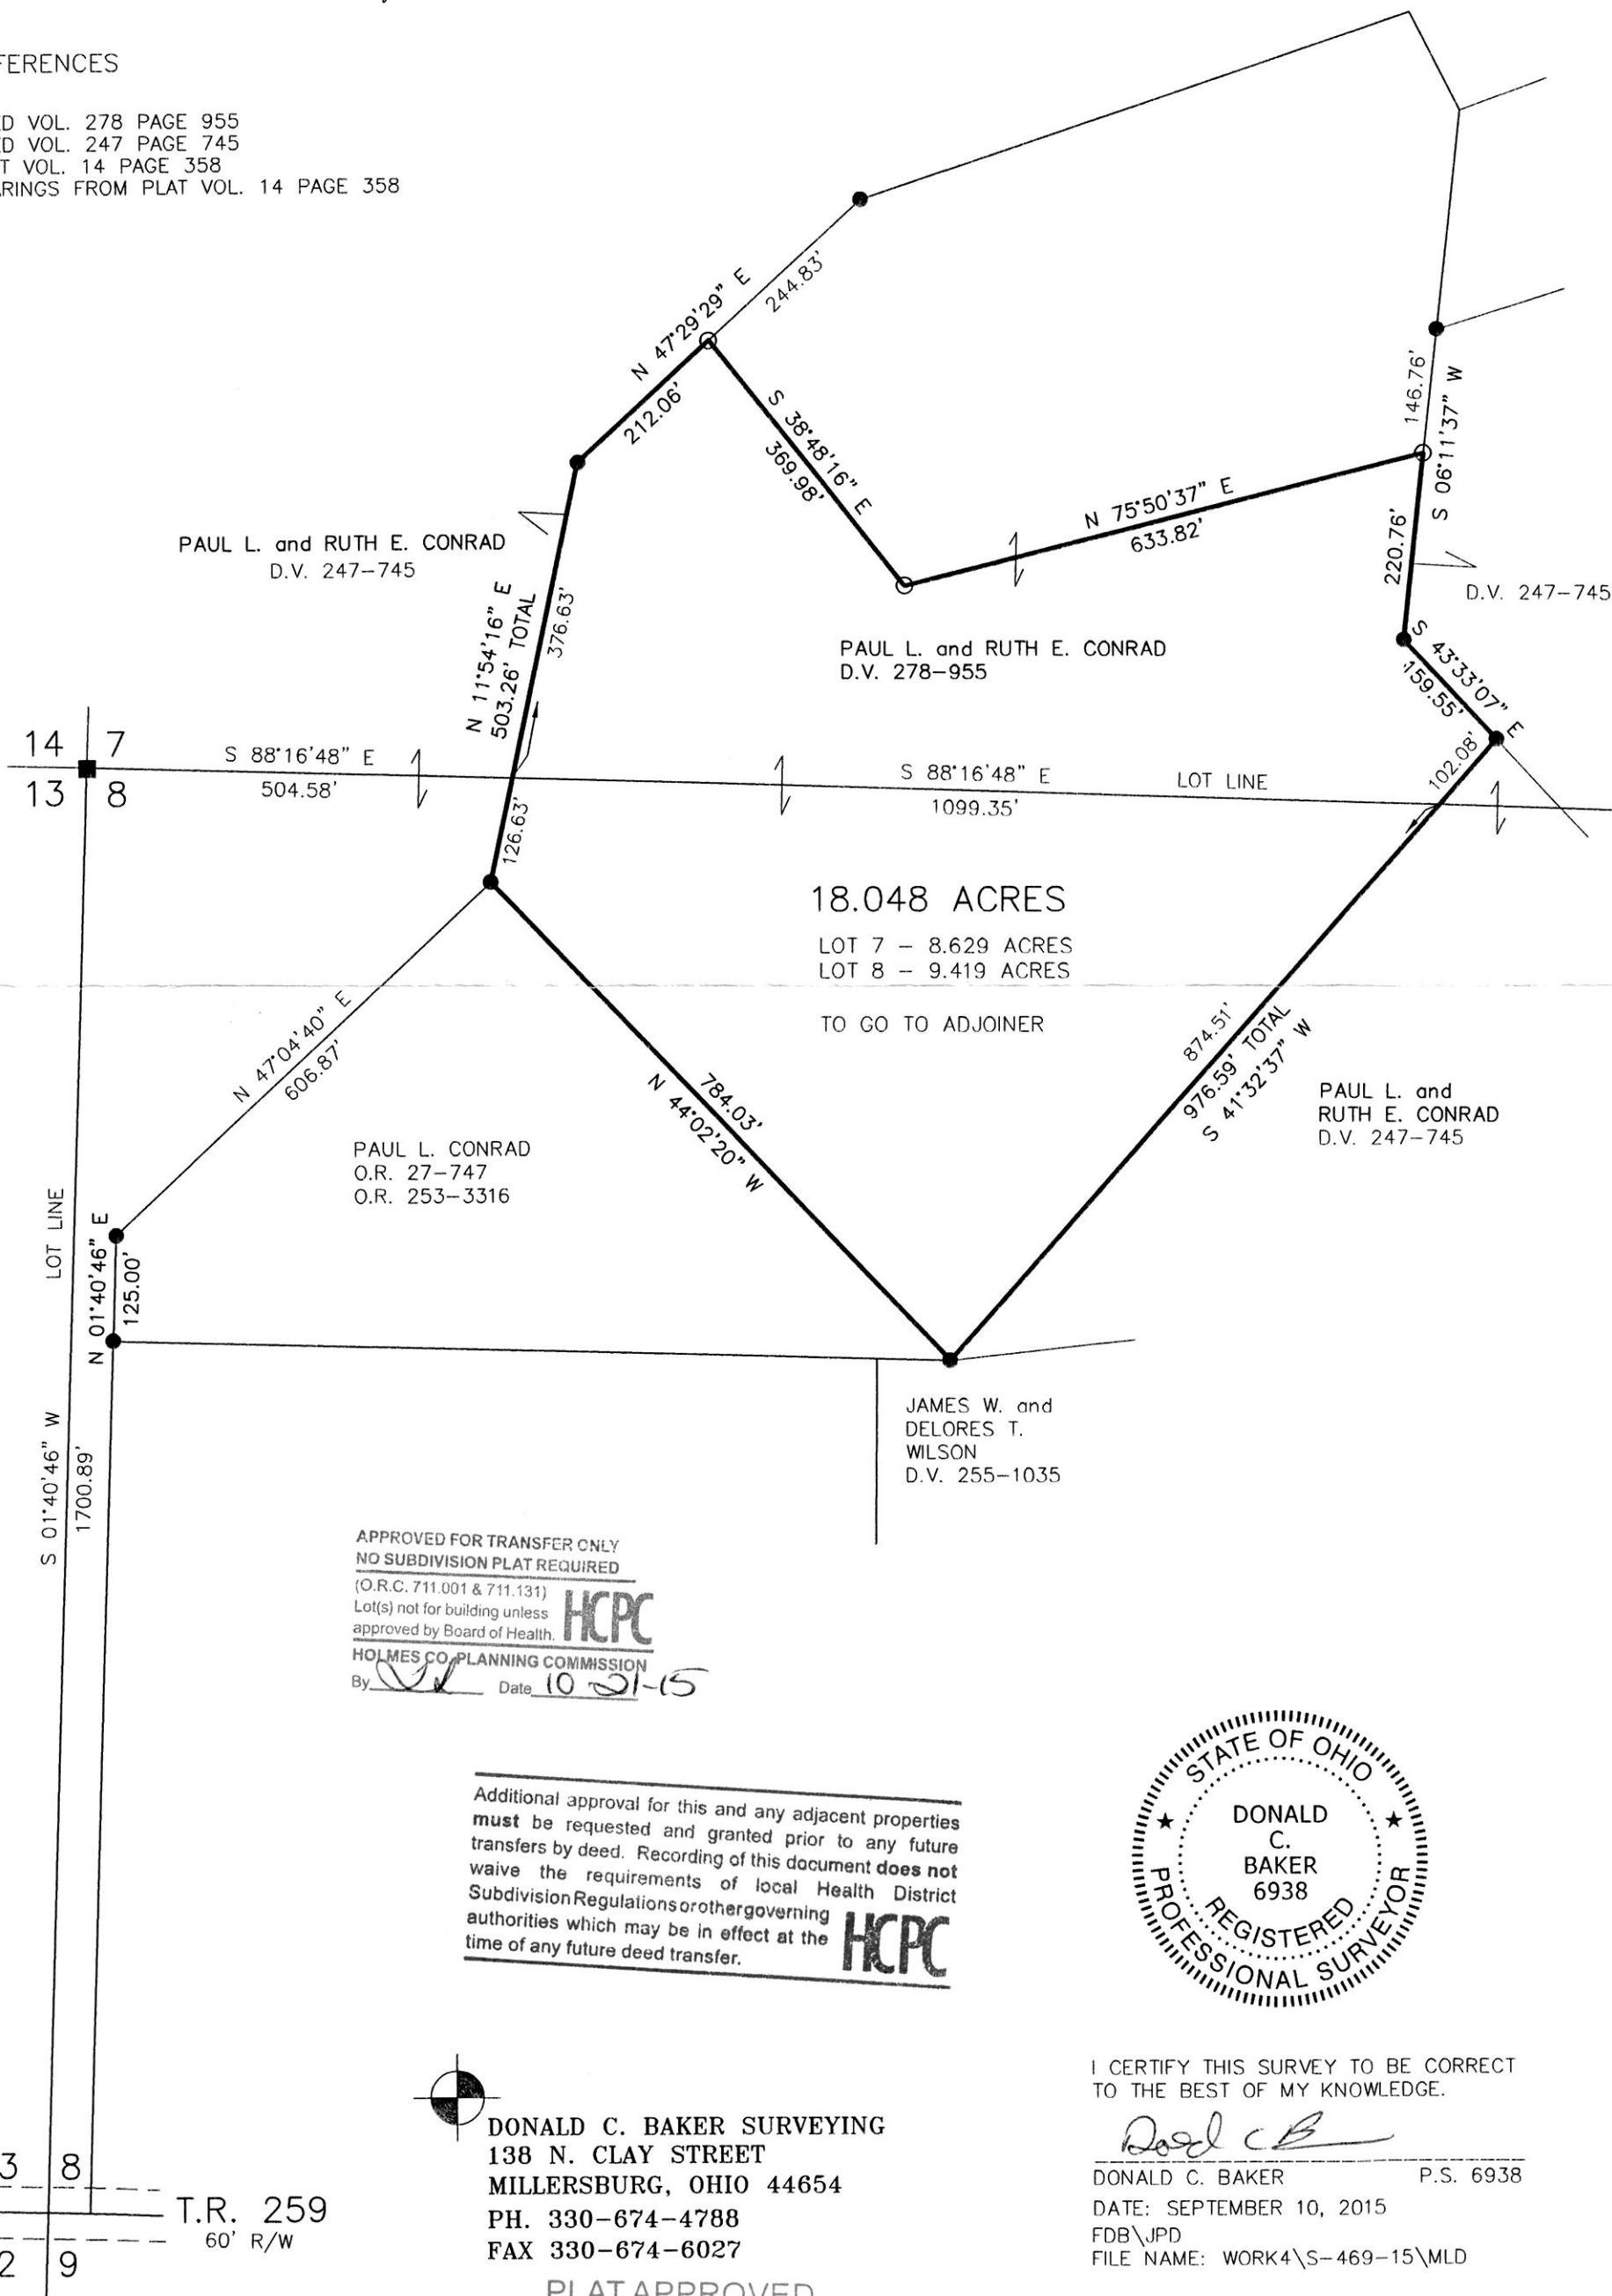 FERENCES
D VOL. 278 PAGE 955
D VOL. 247 PAGE 745
T VOL. 14 PAGE 358
RINGS FROM PLAT VOL. 14 PAGE 358
N 47°29'29" E
244.83'
212.06'
S 38°48'16" E
369.98'
N 75°50'37" E
633.82'
146.76'
S 06°11'37" W
220.76'
D.V. 247-745
PAUL L. and RUTH E. CONRAD
D.V. 247-745
N 11°54'16" E
503.26' TOTAL
376.63'
PAUL L. and RUTH E. CONRAD
D.V. 278-955
S 43°33'07" E
159.55'
102.08'
14 7
13 8
S 88°16'48" E
504.58'
S 88°16'48" E LOT LINE
1099.35'
126.63'
18.048 ACRES
LOT 7 - 8.629 ACRES
LOT 8 - 9.419 ACRES
TO GO TO ADJOINER
N 47°04'40" E
606.87'
784.03'
N 44°02'20" W
874.51'
976.59' TOTAL
S 41°32'37" W
PAUL L. and
RUTH E. CONRAD
D.V. 247-745
PAUL L. CONRAD
O.R. 27-747
O.R. 253-3316
LOT LINE
N 01°40'46" E
125.00'
S 01°40'46" W
1700.89'
JAMES W. and
DELORES T.
WILSON
D.V. 255-1035
APPROVED FOR TRANSFER ONLY
NO SUBDIVISION PLAT REQUIRED
(O.R.C. 711.001 & 711.131)
Lot(s) not for building unless
approved by Board of Health.
HCPC
HOLMES CO. PLANNING COMMISSION
By Date 10-21-15
Additional approval for this and any adjacent properties
must be requested and granted prior to any future
transfers by deed. Recording of this document does not
waive the requirements of local Health District
Subdivision Regulations or other governing
authorities which may be in effect at the
time of any future deed transfer.
HCPC
STATE OF OHIO
DONALD
C.
BAKER
6938
REGISTERED
PROFESSIONAL SURVEYOR
I CERTIFY THIS SURVEY TO BE CORRECT
TO THE BEST OF MY KNOWLEDGE.
DONALD C. BAKER P.S. 6938
DATE: SEPTEMBER 10, 2015
FDB\JPD
FILE NAME: WORK4\S-469-15\MLD
DONALD C. BAKER SURVEYING
138 N. CLAY STREET
MILLERSBURG, OHIO 44654
PH. 330-674-4788
FAX 330-674-6027
3 8
T.R. 259
60' R/W
2 9
PLAT APPROVED